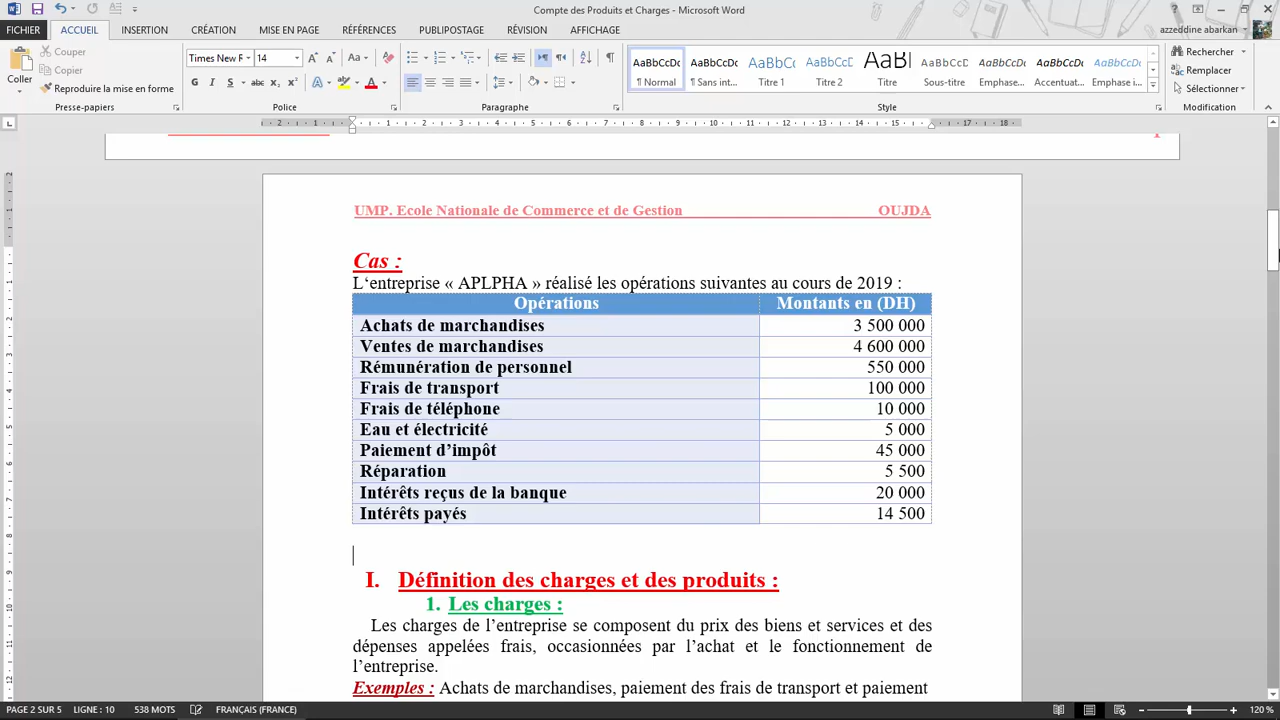 Compte des Produits et Charges - Microsoft Word
FICHIER ACCUEIL INSERTION CRÉATION MISE EN PAGE RÉFÉRENCES PUBLIPOSTAGE RÉVISION AFFICHAGE azzeddine abarkan
Coller
Couper
Copier
Reproduire la mise en forme
Presse-papiers
Times New R 14
Police
Paragraphe
AaBbCcDc AaBbCcDc AaBbCc AaBbCcD AaBl AaBbCcD AaBbCcDc AaBbCcDc AaBbCcDc
¶ Normal ¶ Sans int... Titre 1 Titre 2 Titre Sous-titre Emphase... Accentuat... Emphase i...
Style
Rechercher
Remplacer
Sélectionner
Modification
UMP. Ecole Nationale de Commerce et de Gestion OUJDA
Cas :
L‘entreprise « APLPHA » réalisé les opérations suivantes au cours de 2019 :
Opérations Montants en (DH)
Achats de marchandises 3 500 000
Ventes de marchandises 4 600 000
Rémunération de personnel 550 000
Frais de transport 100 000
Frais de téléphone 10 000
Eau et électricité 5 000
Paiement d’impôt 45 000
Réparation 5 500
Intérêts reçus de la banque 20 000
Intérêts payés 14 500
I. Définition des charges et des produits :
1. Les charges :
Les charges de l’entreprise se composent du prix des biens et services et des
dépenses appelées frais, occasionnées par l’achat et le fonctionnement de
l’entreprise.
Exemples : Achats de marchandises, paiement des frais de transport et paiement
PAGE 2 SUR 5 LIGNE : 10 538 MOTS FRANÇAIS (FRANCE) 120 %